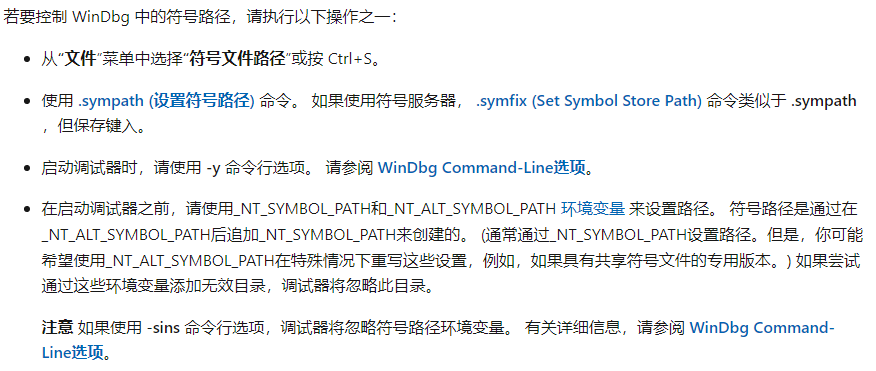 若要控制 WinDbg 中的符号路径，请执行以下操作之一：
从“文件”菜单中选择“符号文件路径”或按 Ctrl+S。
使用 .sympath (设置符号路径) 命令。 如果使用符号服务器， .symfix (Set Symbol Store Path) 命令类似于 .sympath
，但保存键入。
启动调试器时，请使用 -y 命令行选项。 请参阅 WinDbg Command-Line选项。
在启动调试器之前，请使用_NT_SYMBOL_PATH和_NT_ALT_SYMBOL_PATH 环境变量 来设置路径。 符号路径是通过在
_NT_ALT_SYMBOL_PATH后追加_NT_SYMBOL_PATH来创建的。 (通常通过_NT_SYMBOL_PATH设置路径。但是，你可能
希望使用_NT_ALT_SYMBOL_PATH在特殊情况下重写这些设置，例如，如果具有共享符号文件的专用版本。) 如果尝试
通过这些环境变量添加无效目录，调试器将忽略此目录。
注意 如果使用 -sins 命令行选项，调试器将忽略符号路径环境变量。 有关详细信息，请参阅 WinDbg Command-
Line选项。